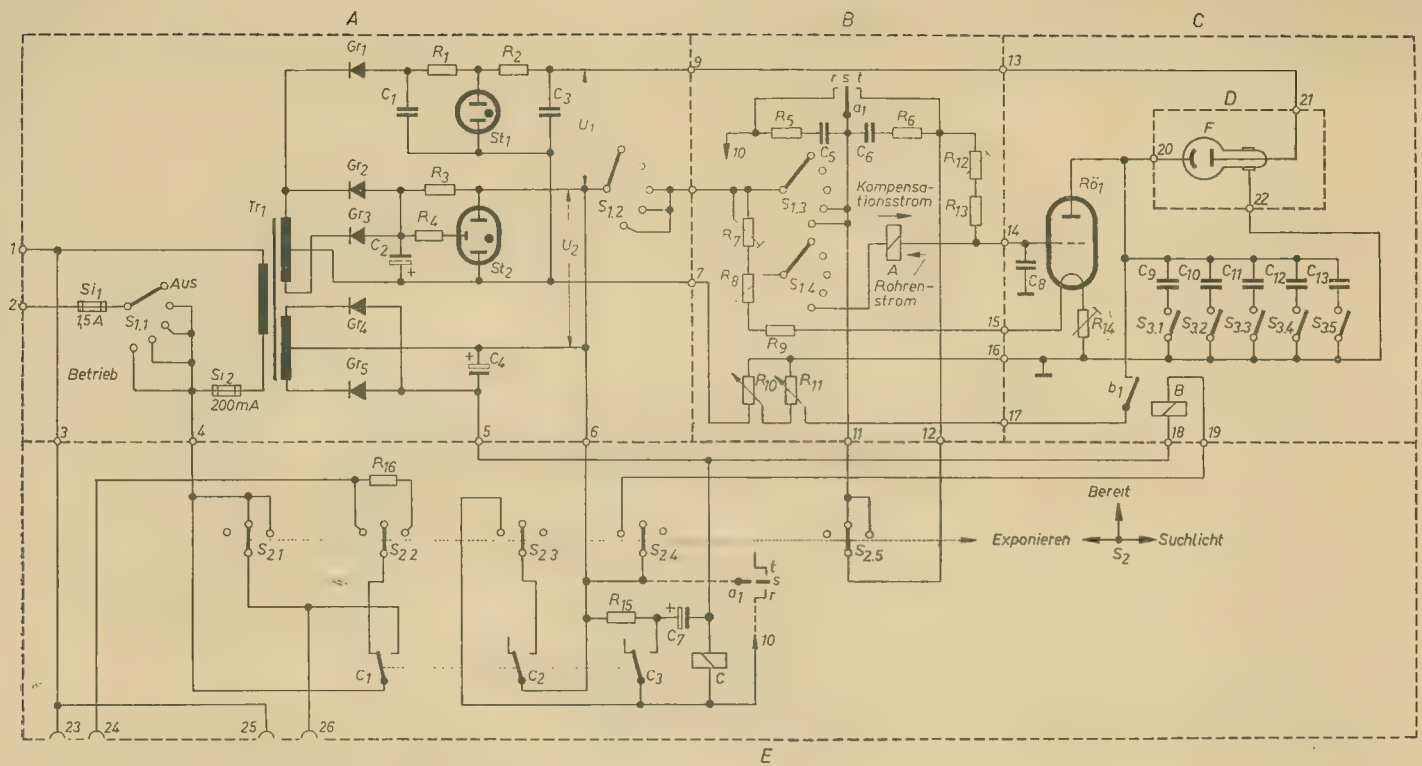 A
B
C
Gr1
R1
R2
9
13
r s t
a1
C1
St1
C3
U1
R5
C5
C6
R6
10
D
21
F
20
22
Gr2
R3
Gr3
R4
C2
+
St2
U2
S1.2
S1.3
Kompensa-
tionsstrom
R12
R13
14
Rö1
Tr1
1
2
Si1
1,5 A
S1.1
Aus
7
R7
R8
S1.4
A
Röhren-
strom
C8
15
R9
R14
C9
C10
C11
C12
C13
S3.1
S3.2
S3.3
S3.4
S3.5
Gr4
Gr5
+
C4
16
R10
R11
17
b1
B
Betrieb
Si2
200mA
3
4
5
6
11
12
18
19
R16
S2.1
S2.2
S2.3
S2.4
S2.5
Bereit
Exponieren
Suchlicht
S2
t
s
r
a1
R15
+
C7
10
C
C1
C2
C3
23
24
25
26
E